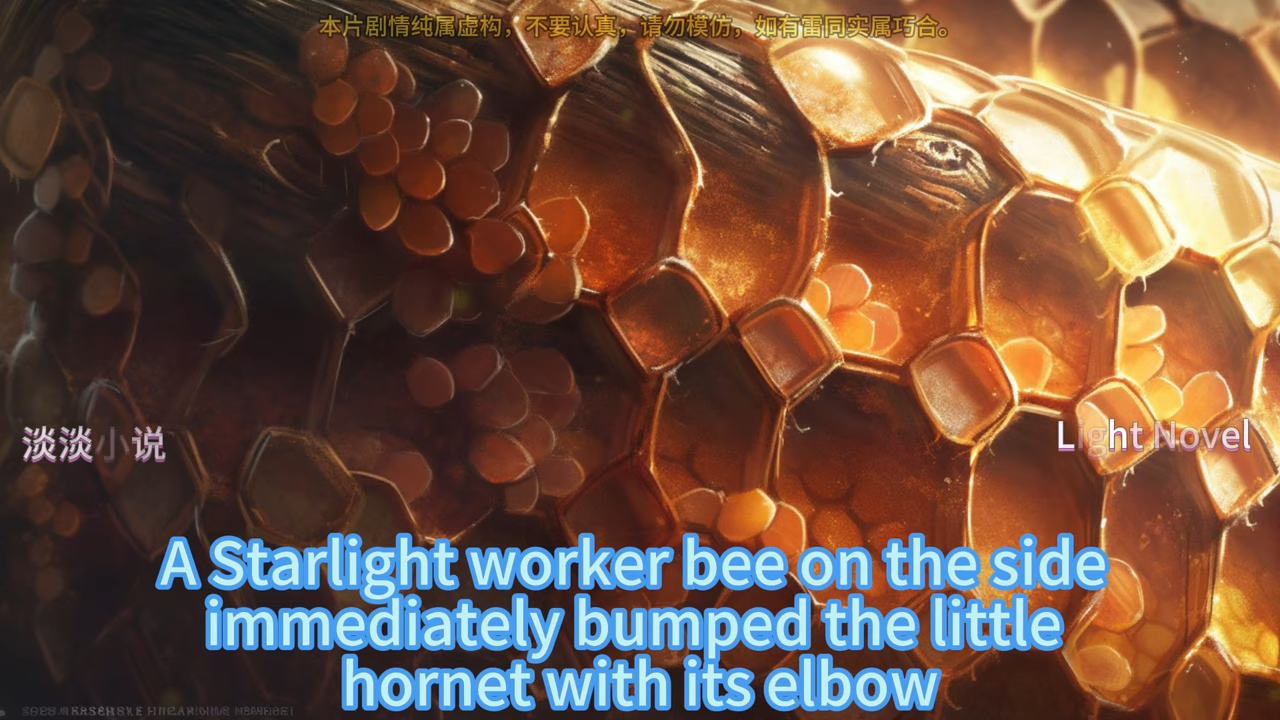 本片剧情纯属虚构，不要认真，请勿模仿，如有雷同实属巧合。
淡淡小说
Light Novel
A Starlight worker bee on the side
immediately bumped the little
hornet with its elbow